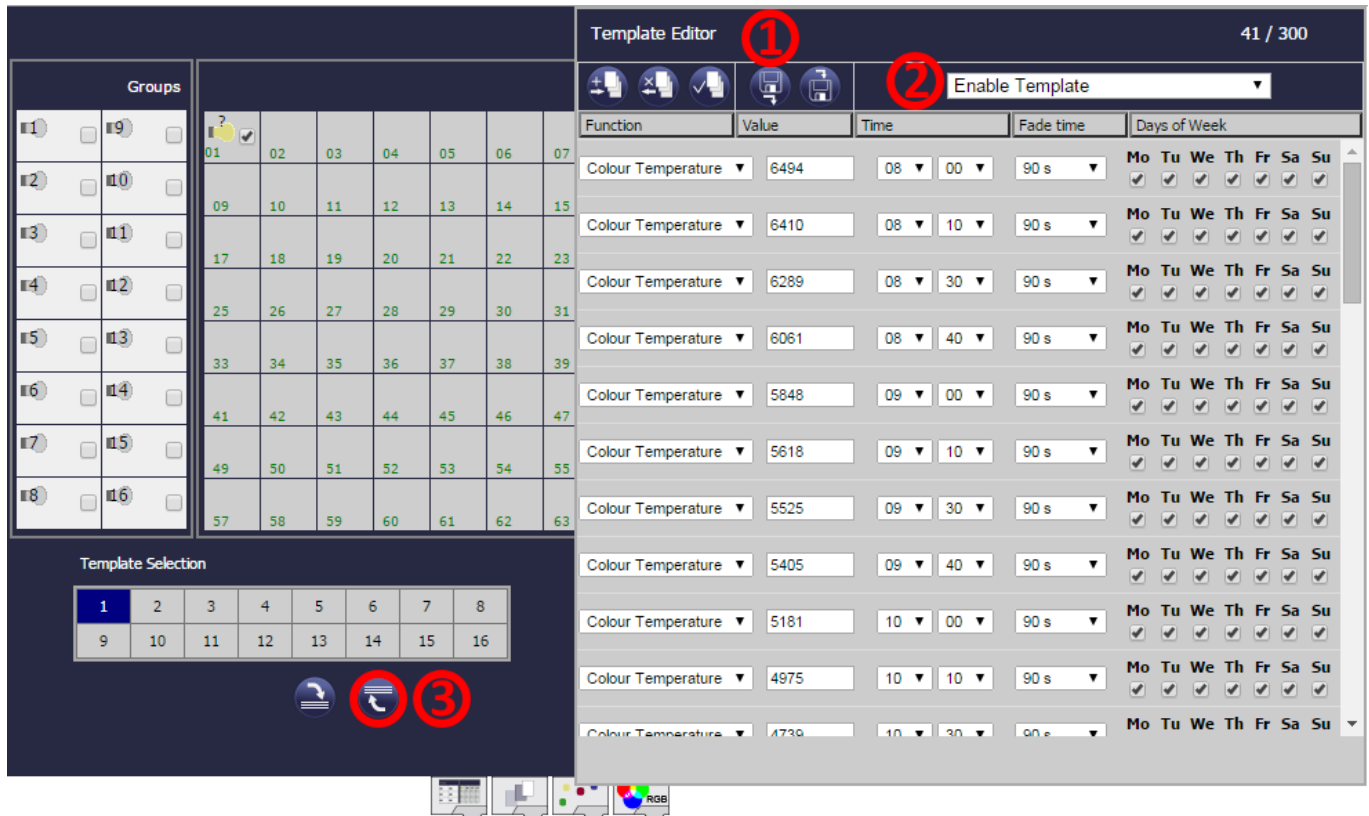 Template Editor 1 41 / 300
2 Enable Template
Groups
Function Value Time Fade time Days of Week
1 9 ?
01 02 03 04 05 06 07
Colour Temperature 6494 08 00 90 s Mo Tu We Th Fr Sa Su
2 10
09 10 11 12 13 14 15
Colour Temperature 6410 08 10 90 s Mo Tu We Th Fr Sa Su
3 11
17 18 19 20 21 22 23
Colour Temperature 6289 08 30 90 s Mo Tu We Th Fr Sa Su
4 12
25 26 27 28 29 30 31
Colour Temperature 6061 08 40 90 s Mo Tu We Th Fr Sa Su
5 13
33 34 35 36 37 38 39
Colour Temperature 5848 09 00 90 s Mo Tu We Th Fr Sa Su
6 14
41 42 43 44 45 46 47
Colour Temperature 5618 09 10 90 s Mo Tu We Th Fr Sa Su
7 15
49 50 51 52 53 54 55
Colour Temperature 5525 09 30 90 s Mo Tu We Th Fr Sa Su
8 16
57 58 59 60 61 62 63
Colour Temperature 5405 09 40 90 s Mo Tu We Th Fr Sa Su
Template Selection
1 2 3 4 5 6 7 8
9 10 11 12 13 14 15 16
Colour Temperature 5181 10 00 90 s Mo Tu We Th Fr Sa Su
3
Colour Temperature 4975 10 10 90 s Mo Tu We Th Fr Sa Su
Colour Temperature 4739 10 30 90 s Mo Tu We Th Fr Sa Su
RGB